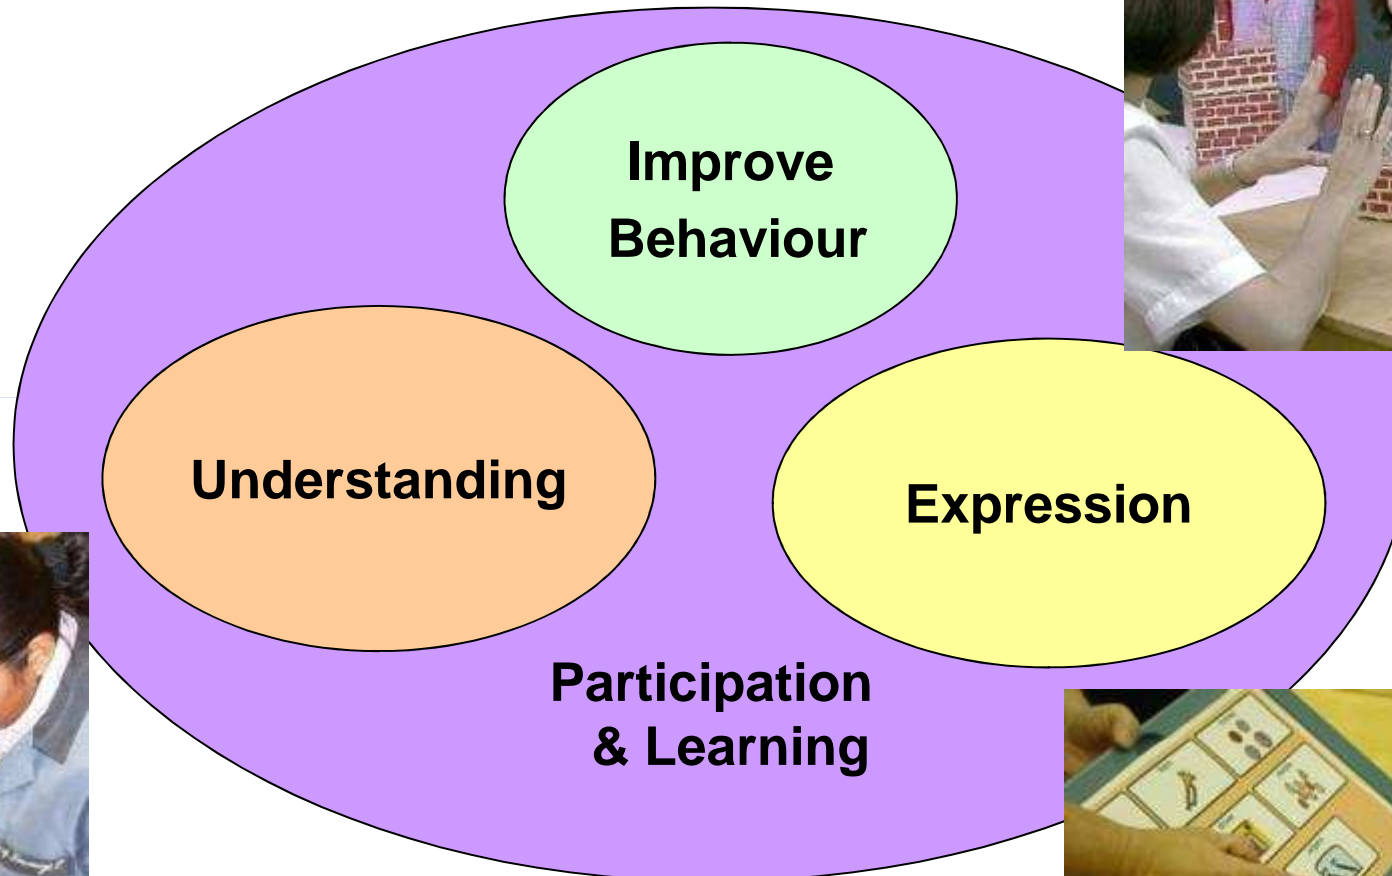 Improve
Behaviour
Understanding
Expression
Participation
& Learning